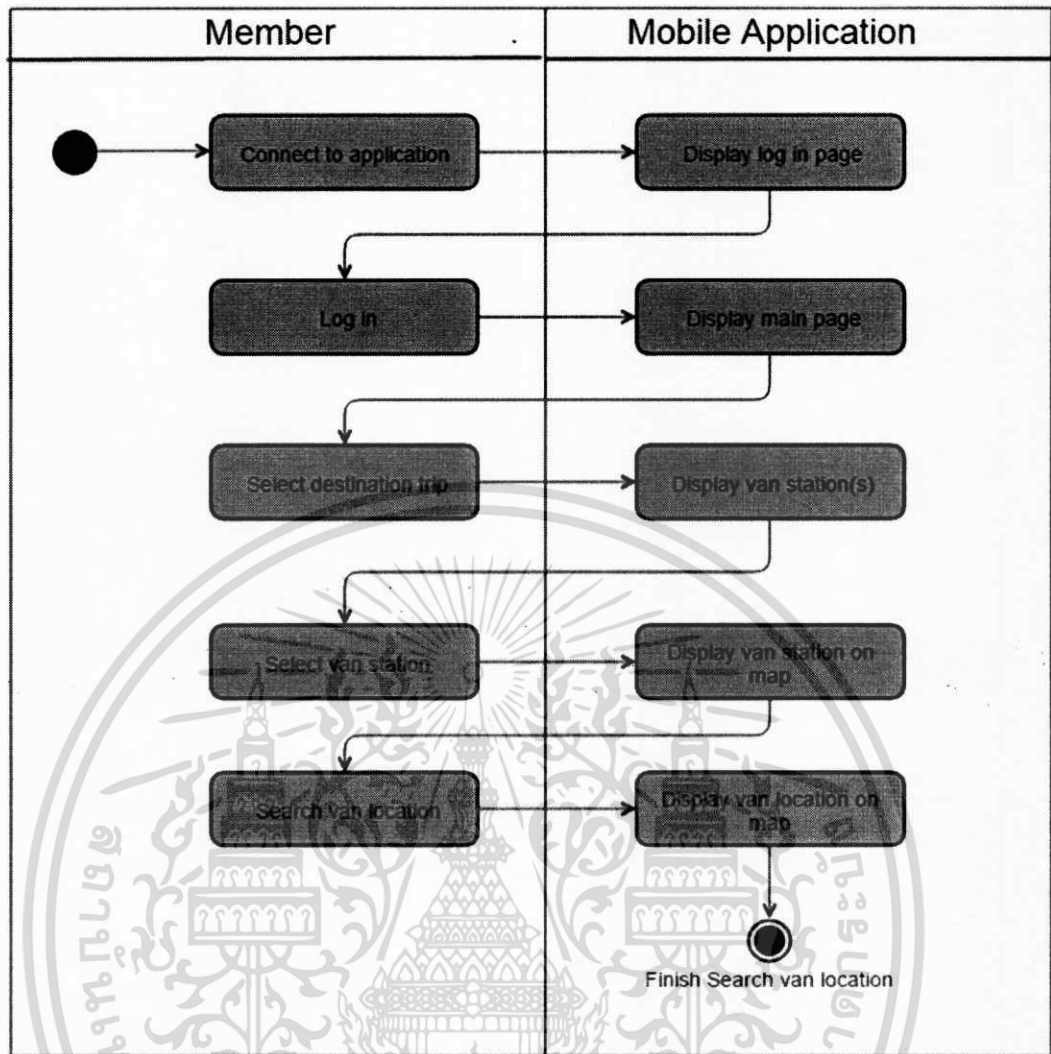 Member
Mobile Application
Connect to application
Display log in page
Log in
Display main page
Select destination trip
Display van station(s)
Select van station
Display van station on
map
Search van location
Display van location on
map
Finish Search van location